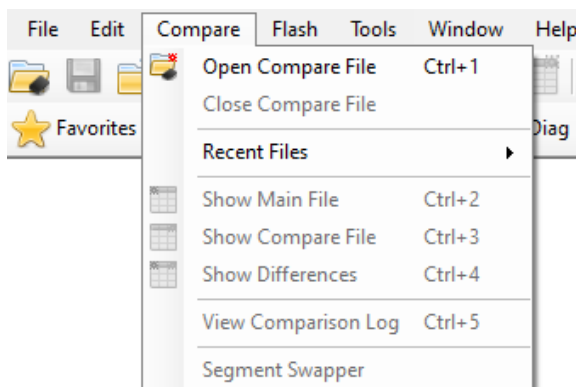 File Edit Compare Flash Tools Window Help
Open Compare File Ctrl+1
Close Compare File
Favorites
Diag
Recent Files
Show Main File Ctrl+2
Show Compare File Ctrl+3
Show Differences Ctrl+4
View Comparison Log Ctrl+5
Segment Swapper